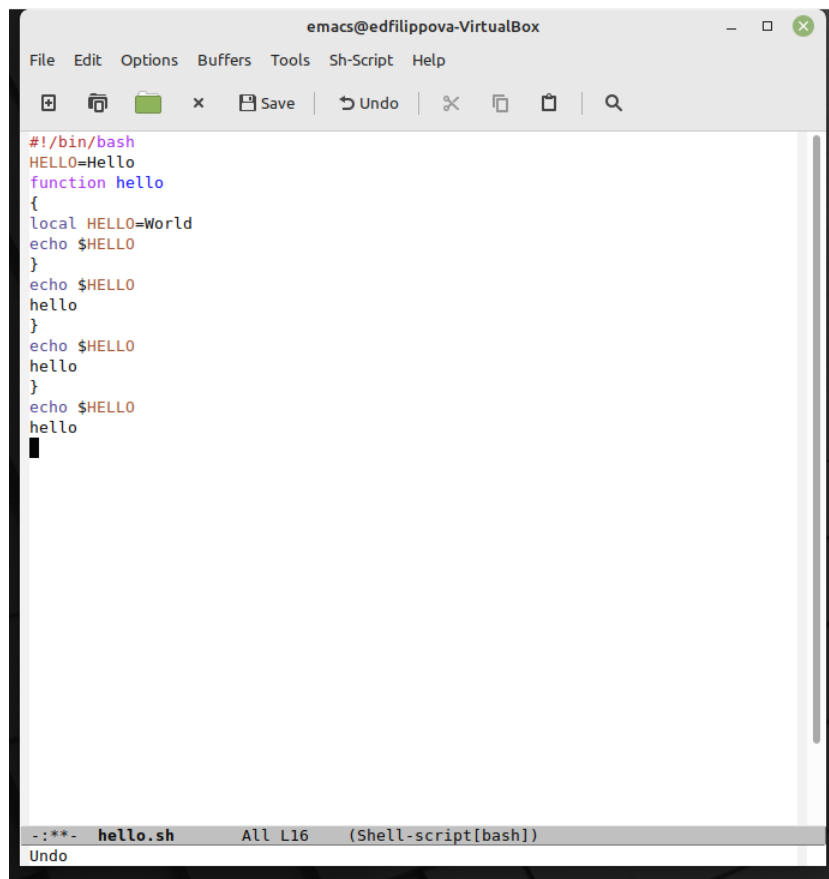 emacs@edfilippova-VirtualBox
File Edit Options Buffers Tools Sh-Script Help
Save Undo
#!/bin/bash
HELLO=Hello
function hello
{
local HELLO=World
echo $HELLO
}
echo $HELLO
hello
}
echo $HELLO
hello
}
echo $HELLO
hello
-:**- hello.sh All L16 (Shell-script[bash])
Undo